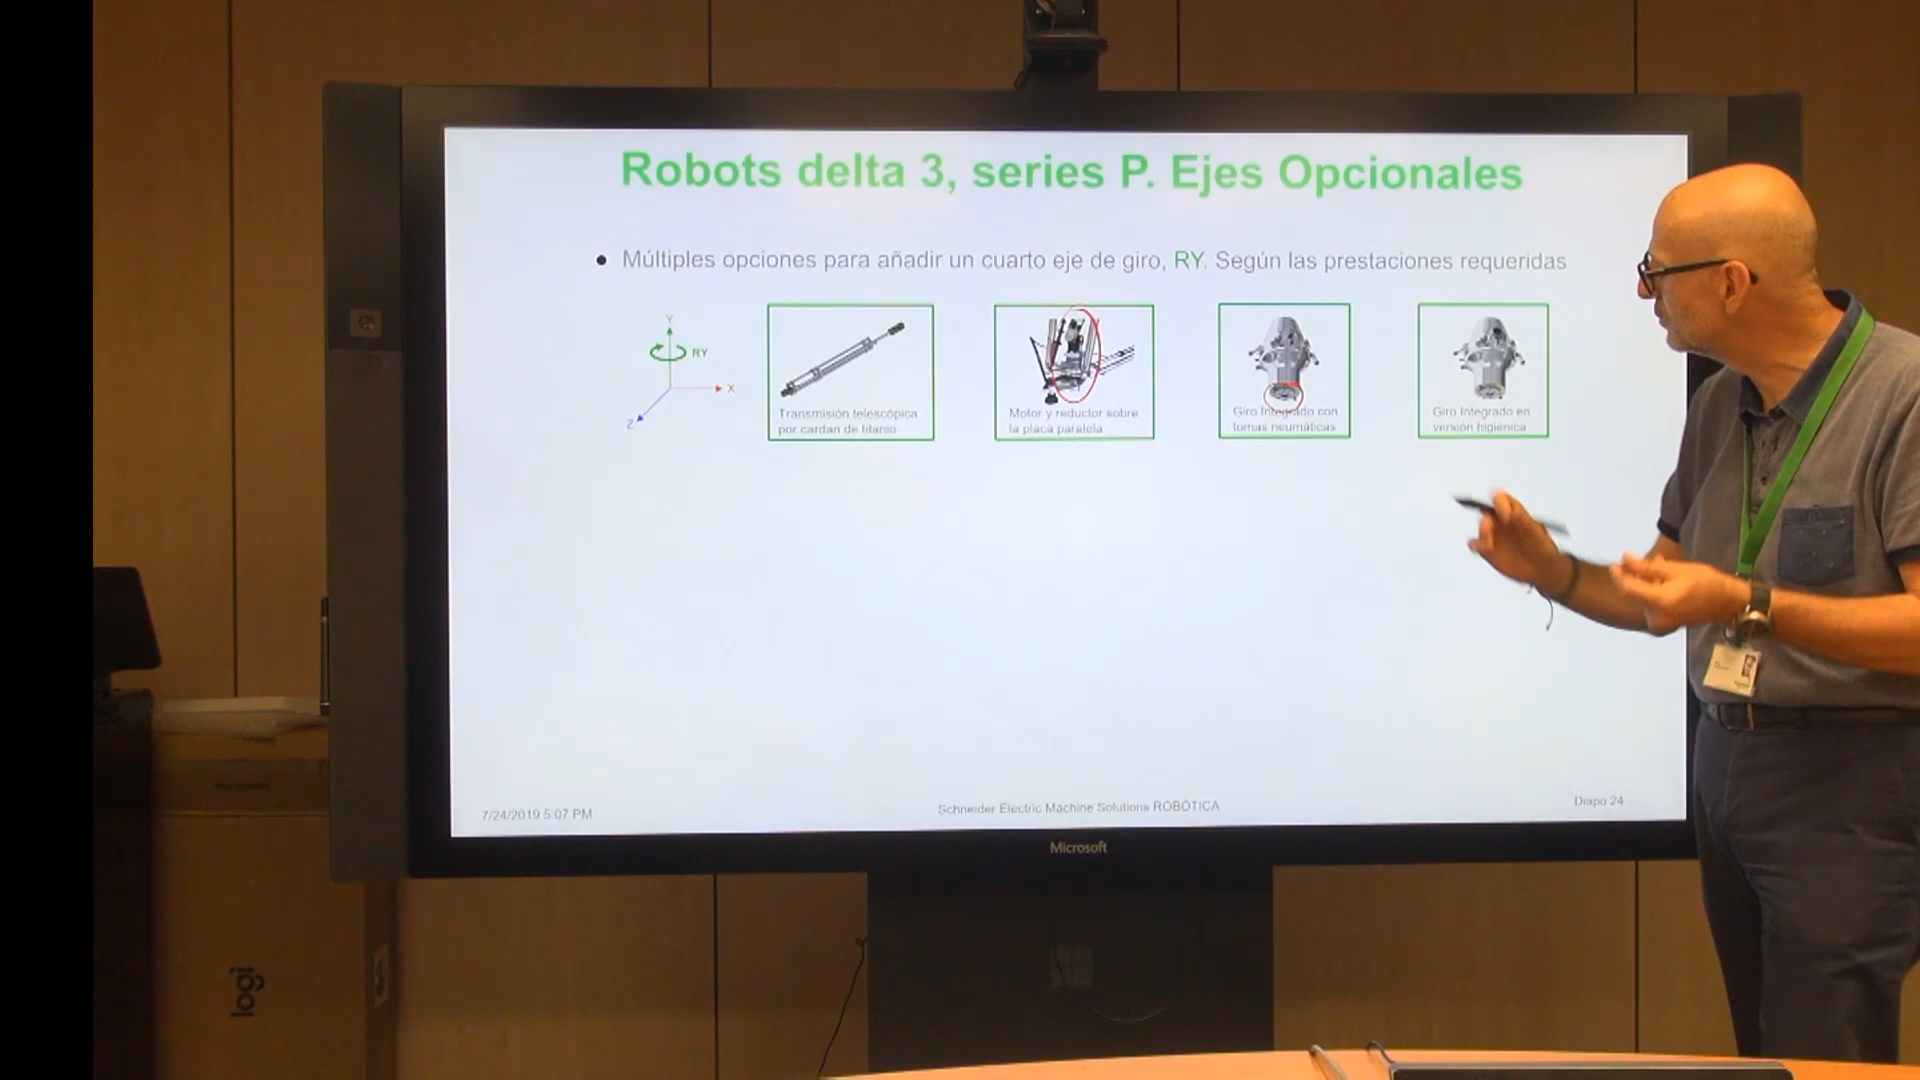 Robots delta 3, series P. Ejes Opcionales
● Múltiples opciones para añadir un cuarto eje de giro, RY. Según las prestaciones requeridas
Y
RY
X
Z
Transmisión telescópica
por cardan de titanio
Motor y reductor sobre
la placa paralela
Giro Integrado con
tomas neumáticas
Giro Integrado en
versión higiénica
7/24/2019 5:07 PM
Schneider Electric Machine Solutions ROBÓTICA
Diapo 24
Microsoft
logi